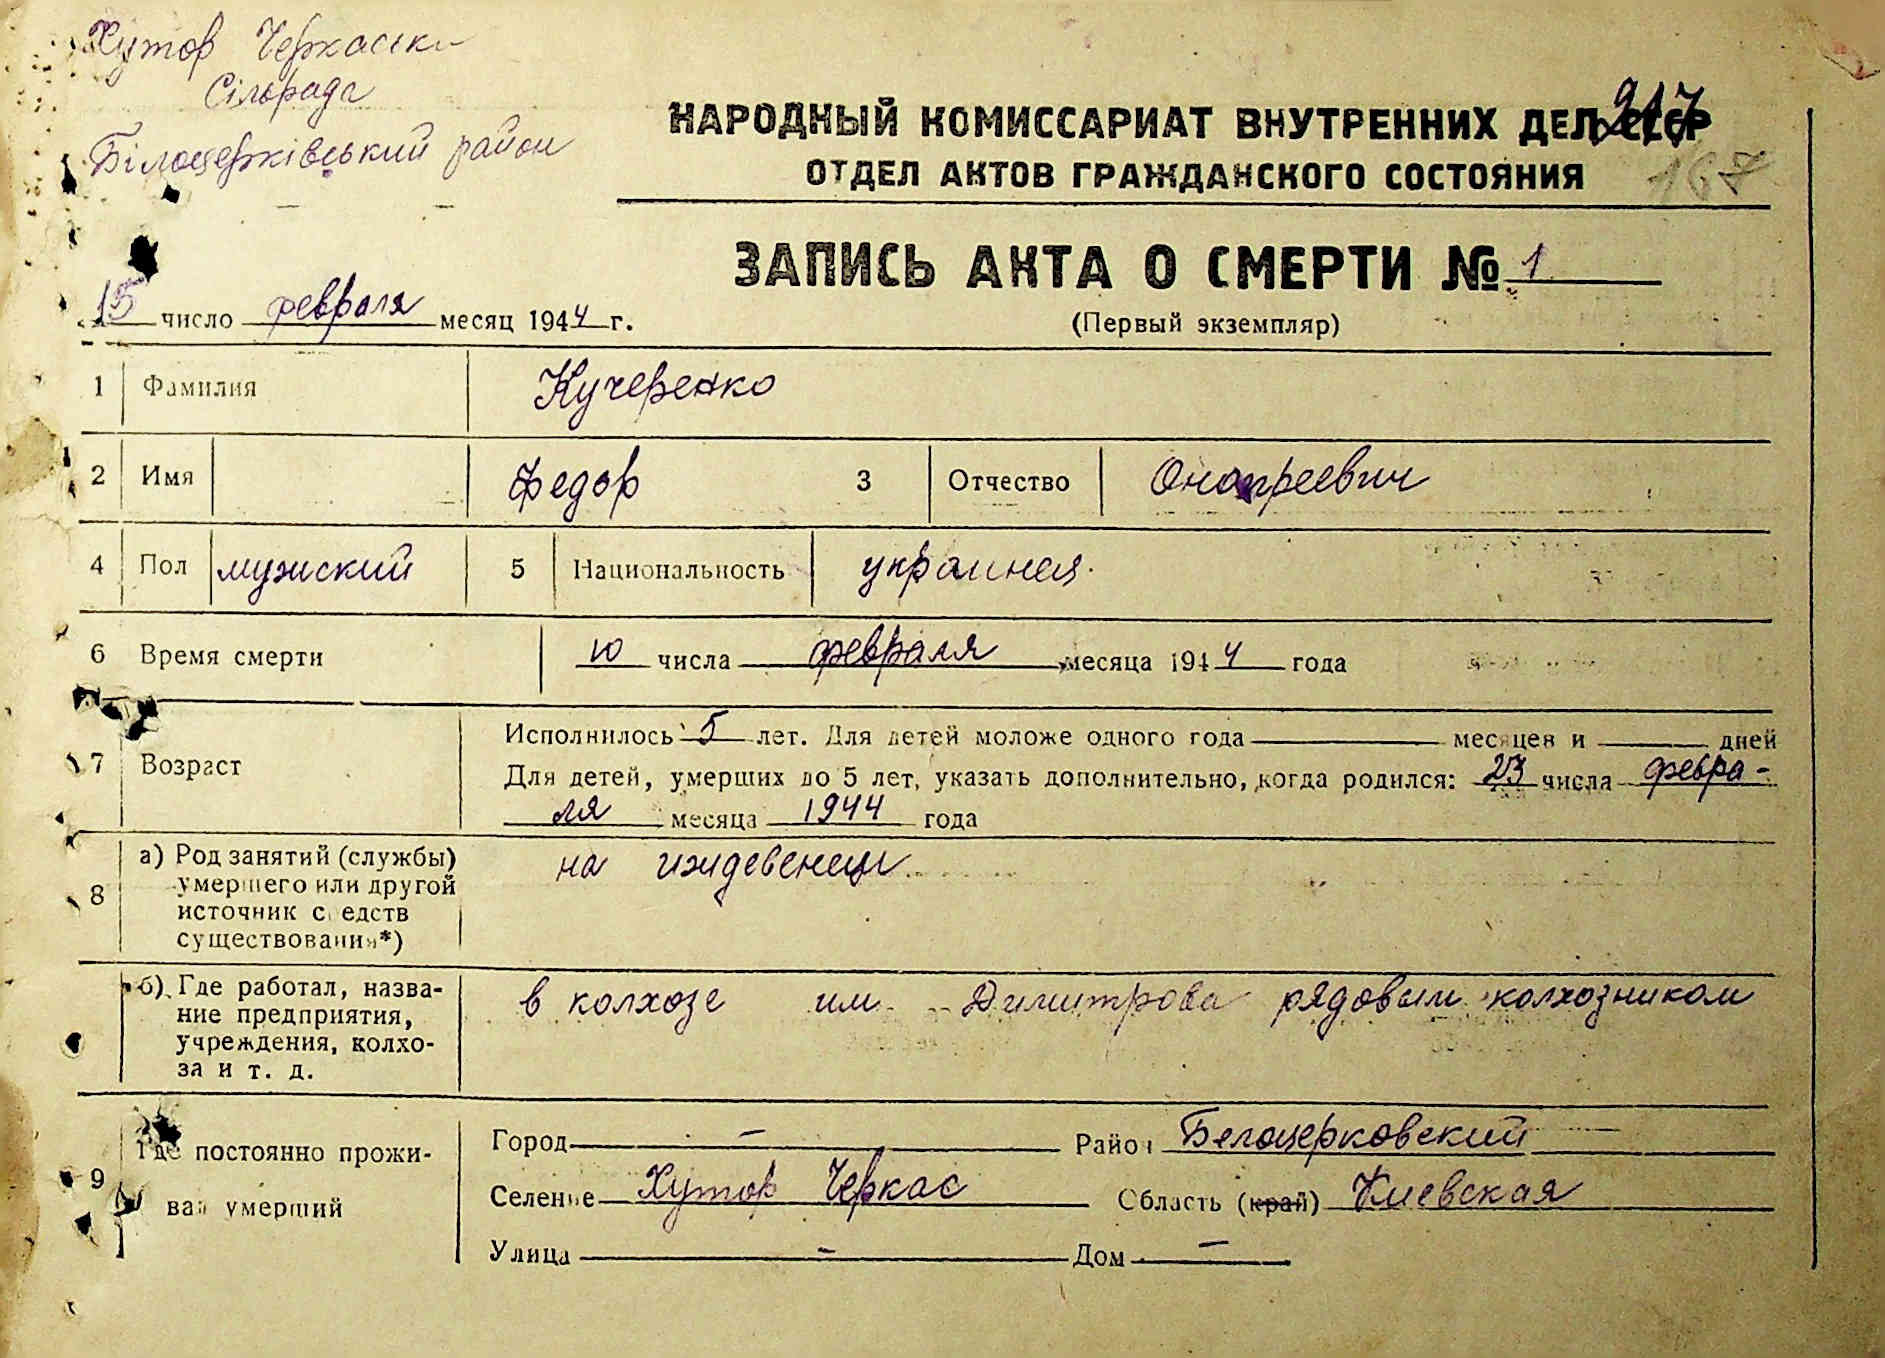 Хутор Черкаська
Сільрада
Білоцерківський район
НАРОДНЫЙ КОМИССАРИАТ ВНУТРЕННИХ ДЕЛ СССР
ОТДЕЛ АКТОВ ГРАЖДАНСКОГО СОСТОЯНИЯ 167
ЗАПИСЬ АКТА О СМЕРТИ № 1
15 число февраля месяц 1944 г.
(Первый экземпляр)
1 Фамилия Кучеренко
2 Имя Федор 3 Отчество Онопреевич
4 Пол мужский 5 Национальность украинец.
6 Время смерти 10 числа февраля месяца 1944 года
Исполнилось 5 лет. Для детей моложе одного года месяцев и дней
7 Возраст Для детей, умерших до 5 лет, указать дополнительно, когда родился: 23 числа февра-
ля месяца 1944 года
8 а) Род занятий (службы) на иждевенец
умершего или другой
источник средств
существования*)
б) Где работал, назва- в колхозе им Димитрова рядовым колхозником
ние предприятия,
учреждения, колхо-
за и т. д.
9 Где постоянно прожи- Город — Район Белоцерковский
вал умерший Селение Хутор Черкас Область (край) Киевская
Улица — Дом —